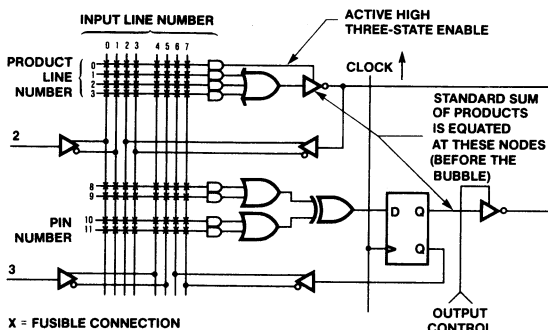 INPUT LINE NUMBER
0 1 2 3 4 5 6 7
ACTIVE HIGH
THREE-STATE ENABLE
PRODUCT
LINE
NUMBER
0
1
2
3
CLOCK
STANDARD SUM
OF PRODUCTS
IS EQUATED
AT THESE NODES
(BEFORE THE
BUBBLE)
2
8
9
PIN
NUMBER
10
11
D Q
Q
3
X = FUSIBLE CONNECTION
OUTPUT
CONTROL